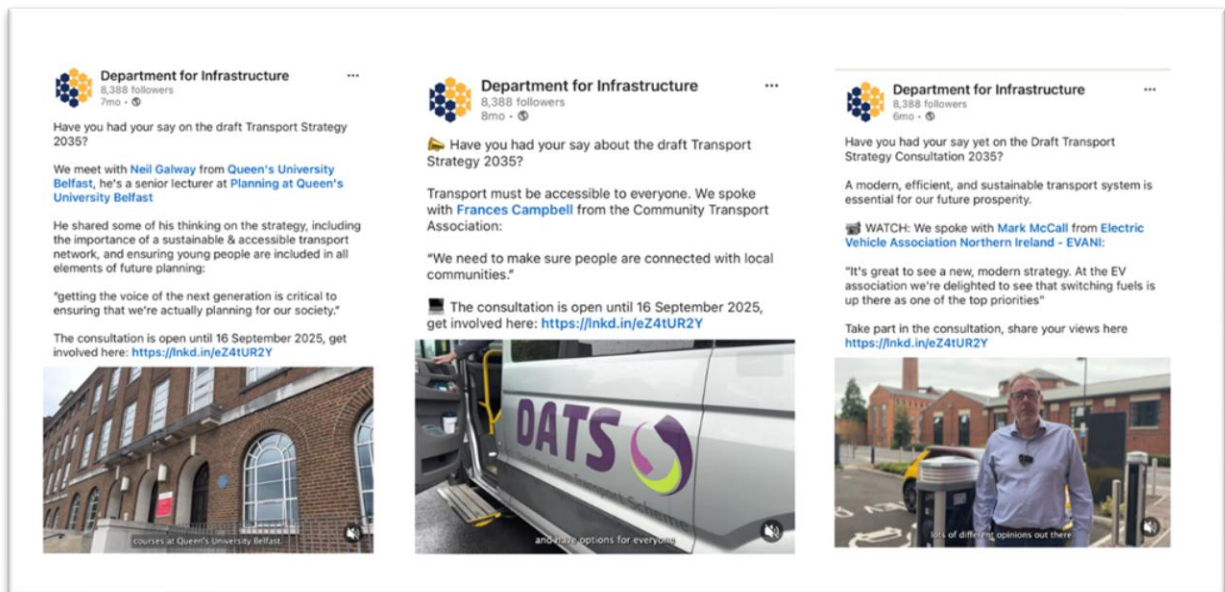 Department for Infrastructure
8,388 followers
7mo •
Have you had your say on the draft Transport Strategy
2035?
We meet with Neil Galway from Queen's University
Belfast, he's a senior lecturer at Planning at Queen's
University Belfast
He shared some of his thinking on the strategy, including
the importance of a sustainable & accessible transport
network, and ensuring young people are included in all
elements of future planning:
"getting the voice of the next generation is critical to
ensuring that we're actually planning for our society."
The consultation is open until 16 September 2025, get
involved here: https://lnkd.in/eZ4tUR2Y
courses at Queen's University Belfast.
Department for Infrastructure
8,388 followers
8mo •
Have you had your say about the draft Transport
Strategy 2035?
Transport must be accessible to everyone. We spoke
with Frances Campbell from the Community Transport
Association:
"We need to make sure people are connected with local
communities."
The consultation is open until 16 September 2025,
get involved here: https://lnkd.in/eZ4tUR2Y
DATS
Transport Scheme
and have options for everyone
Department for Infrastructure
8,388 followers
6mo •
Have you had your say yet on the Draft Transport
Strategy Consultation 2035?
A modern, efficient, and sustainable transport system is
essential for our future prosperity.
WATCH: We spoke with Mark McCall from Electric
Vehicle Association Northern Ireland - EVANI:
"It's great to see a new, modern strategy. At the EV
association we're delighted to see that switching fuels is
up there as one of the top priorities"
Take part in the consultation, share your views here
https://lnkd.in/eZ4tUR2Y
lots of different opinions out there